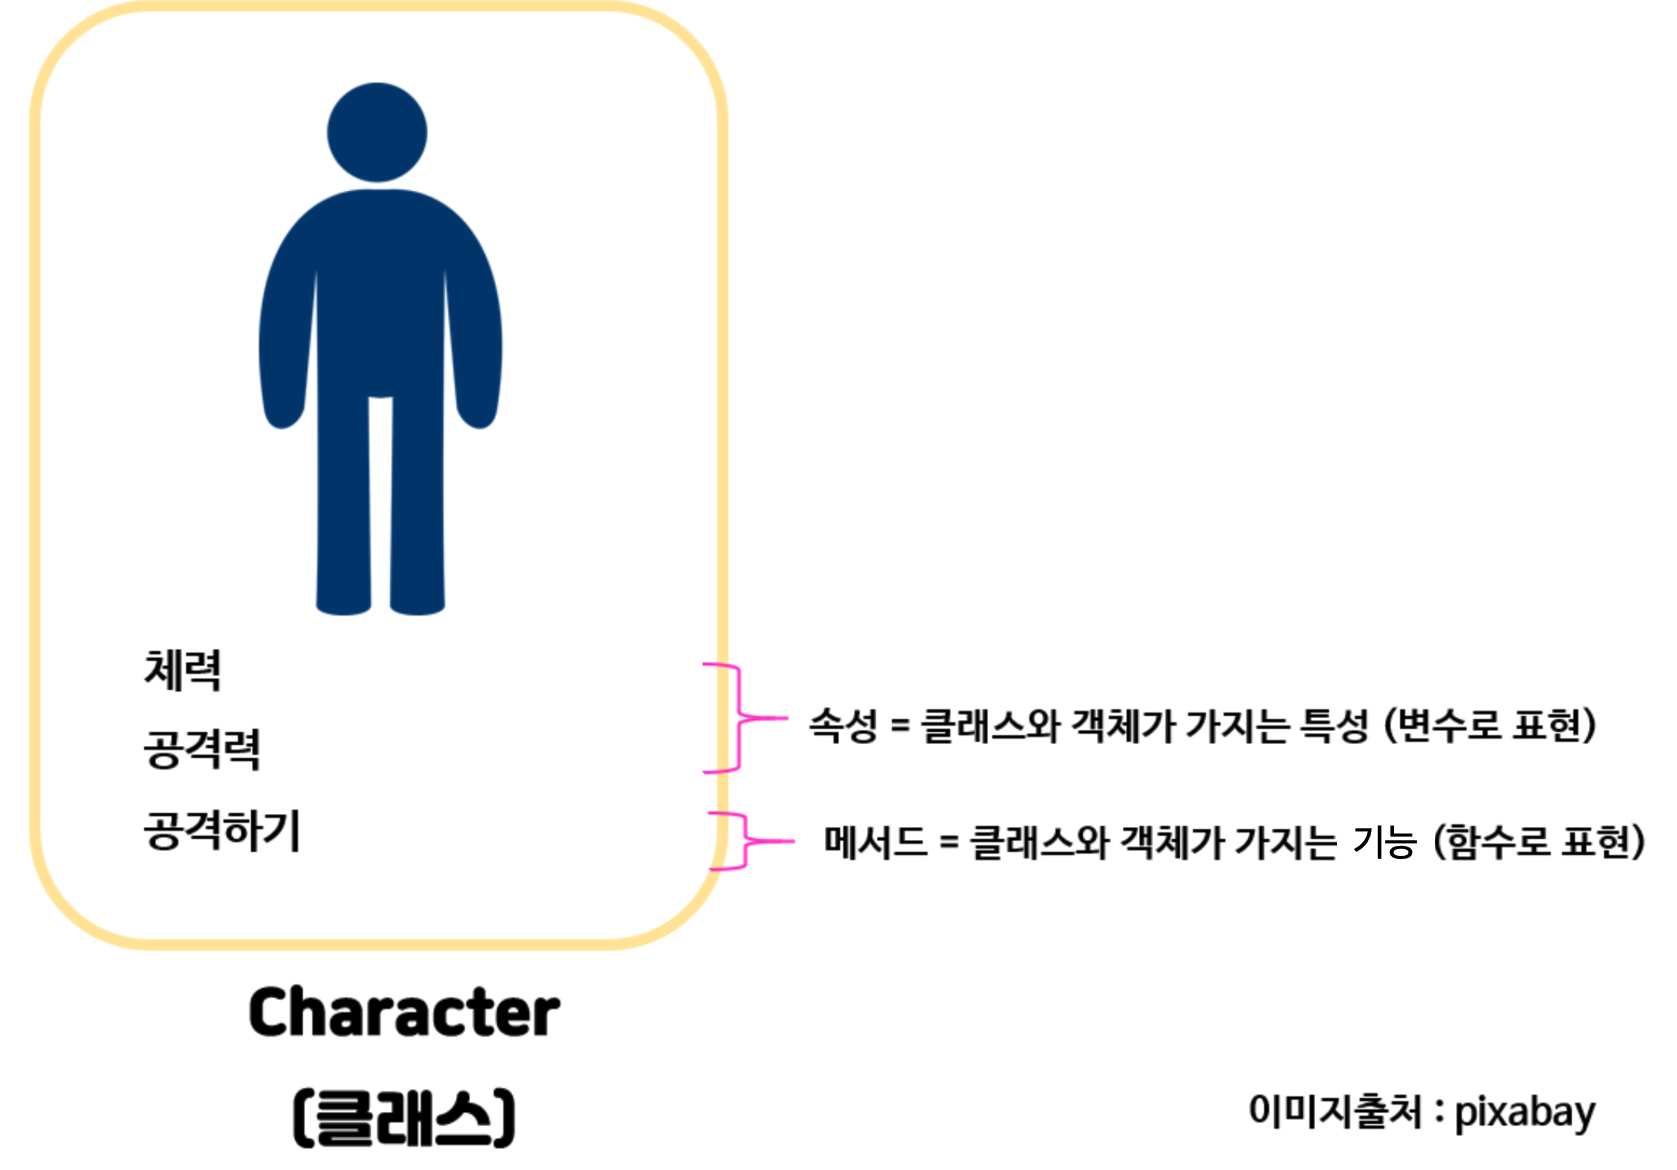 체력
공격력
공격하기
속성 = 클래스와 객체가 가지는 특성 (변수로 표현)
메서드 = 클래스와 객체가 가지는 기능 (함수로 표현)
Character
(클래스)
이미지출처 : pixabay